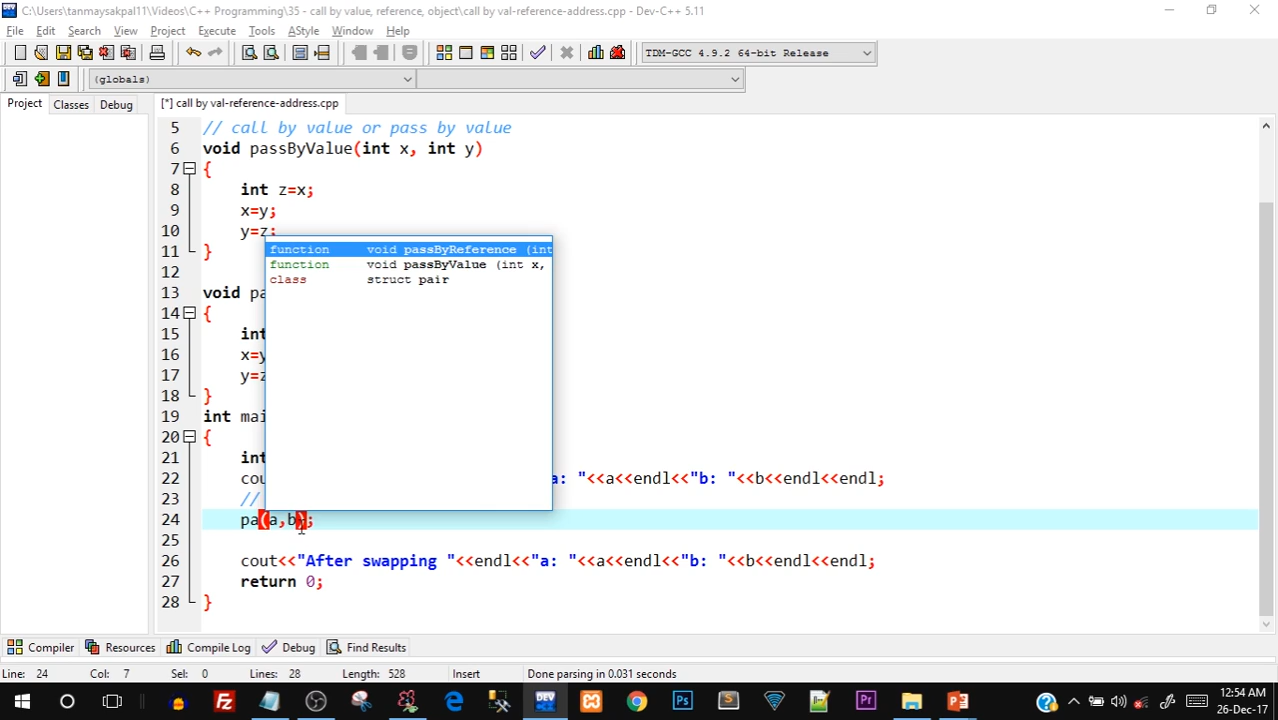 C:\Users\tanmaysakpal11\Videos\C++ Programming\35 - call by value, reference, object\call by val-reference-address.cpp - Dev-C++ 5.11
File Edit Search View Project Execute Tools AStyle Window Help
TDM-GCC 4.9.2 64-bit Release
(globals)
Project Classes Debug [*] call by val-reference-address.cpp
5 // call by value or pass by value
6 void passByValue(int x, int y)
7 {
8 int z=x;
9 x=y;
10 y=z;
function void passByReference (int
11 }
function void passByValue (int x,
12
class struct pair
13 void pa
14 {
15 int
16 x=y
17 y=z
18 }
19 int mai
20 {
21 int
22 cou a: "<<a<<endl<<"b: "<<b<<endl<<endl;
23 //
24 pa(a,b);
25
26 cout<<"After swapping "<<endl<<"a: "<<a<<endl<<"b: "<<b<<endl<<endl;
27 return 0;
28 }
Compiler Resources Compile Log Debug Find Results
Line: 24 Col: 7 Sel: 0 Lines: 28 Length: 528 Insert Done parsing in 0.031 seconds
12:54 AM
26-Dec-17